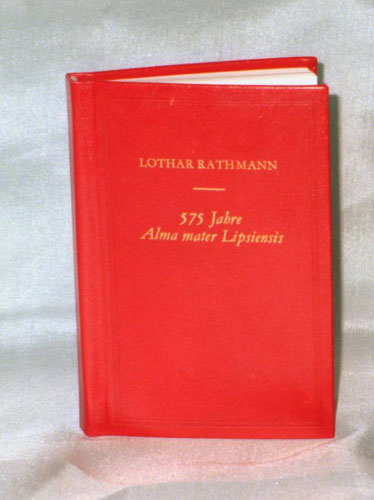 LOTHAR RATHMANN
575 Jahre
Alma mater Lipsiensis